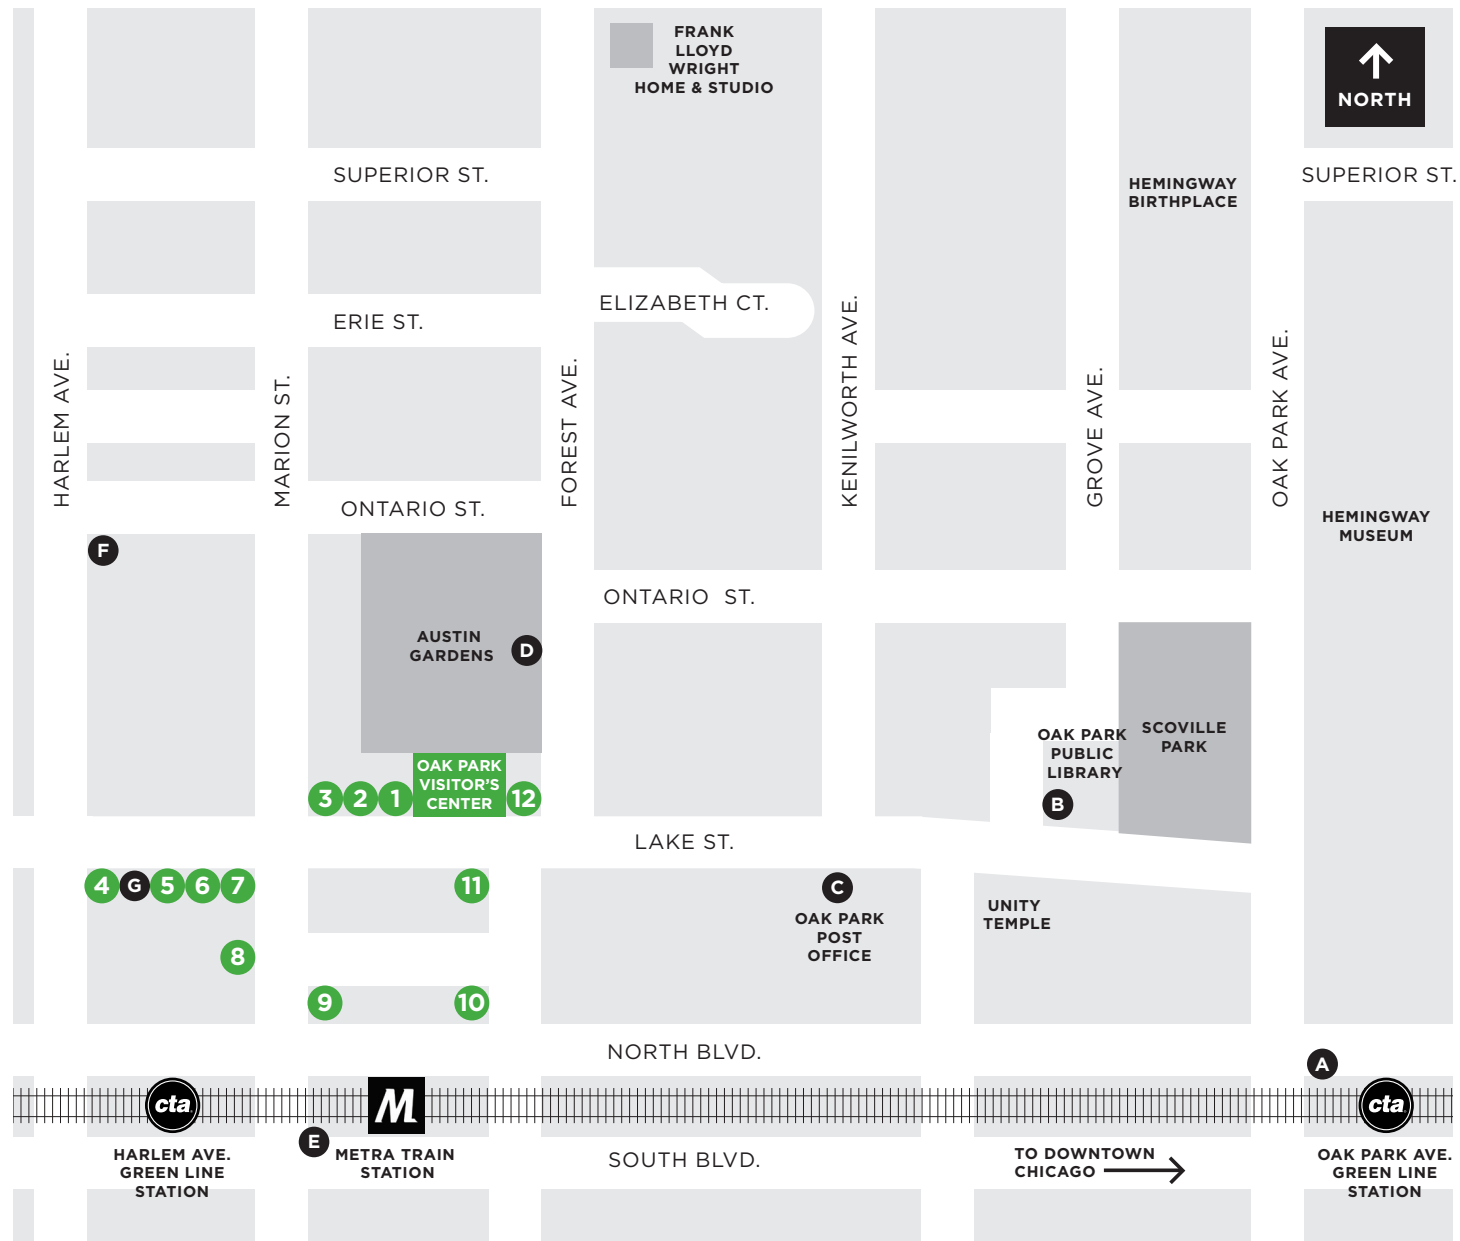 FRANK
LLOYD
WRIGHT
HOME & STUDIO
NORTH
SUPERIOR ST.
HEMINGWAY
BIRTHPLACE
SUPERIOR ST.
ELIZABETH CT.
ERIE ST.
HARLEM AVE.
MARION ST.
FOREST AVE.
KENILWORTH AVE.
GROVE AVE.
OAK PARK AVE.
ONTARIO ST.
HEMINGWAY
MUSEUM
F
ONTARIO ST.
AUSTIN
GARDENS
D
OAK PARK
PUBLIC
LIBRARY
B
SCOVILLE
PARK
OAK PARK
VISITOR'S
CENTER
3
2
1
12
LAKE ST.
4
G
5
6
7
11
C
OAK PARK
POST
OFFICE
UNITY
TEMPLE
8
9
10
NORTH BLVD.
A
cta
M
cta
E
HARLEM AVE.
GREEN LINE
STATION
METRA TRAIN
STATION
SOUTH BLVD.
TO DOWNTOWN
CHICAGO
OAK PARK AVE.
GREEN LINE
STATION